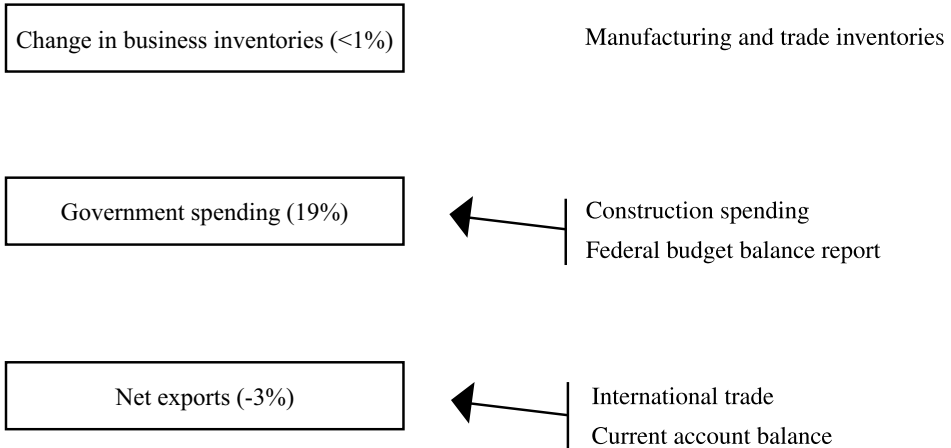 Change in business inventories (<1%)
Manufacturing and trade inventories
Government spending (19%)
Construction spending
Federal budget balance report
Net exports (-3%)
International trade
Current account balance